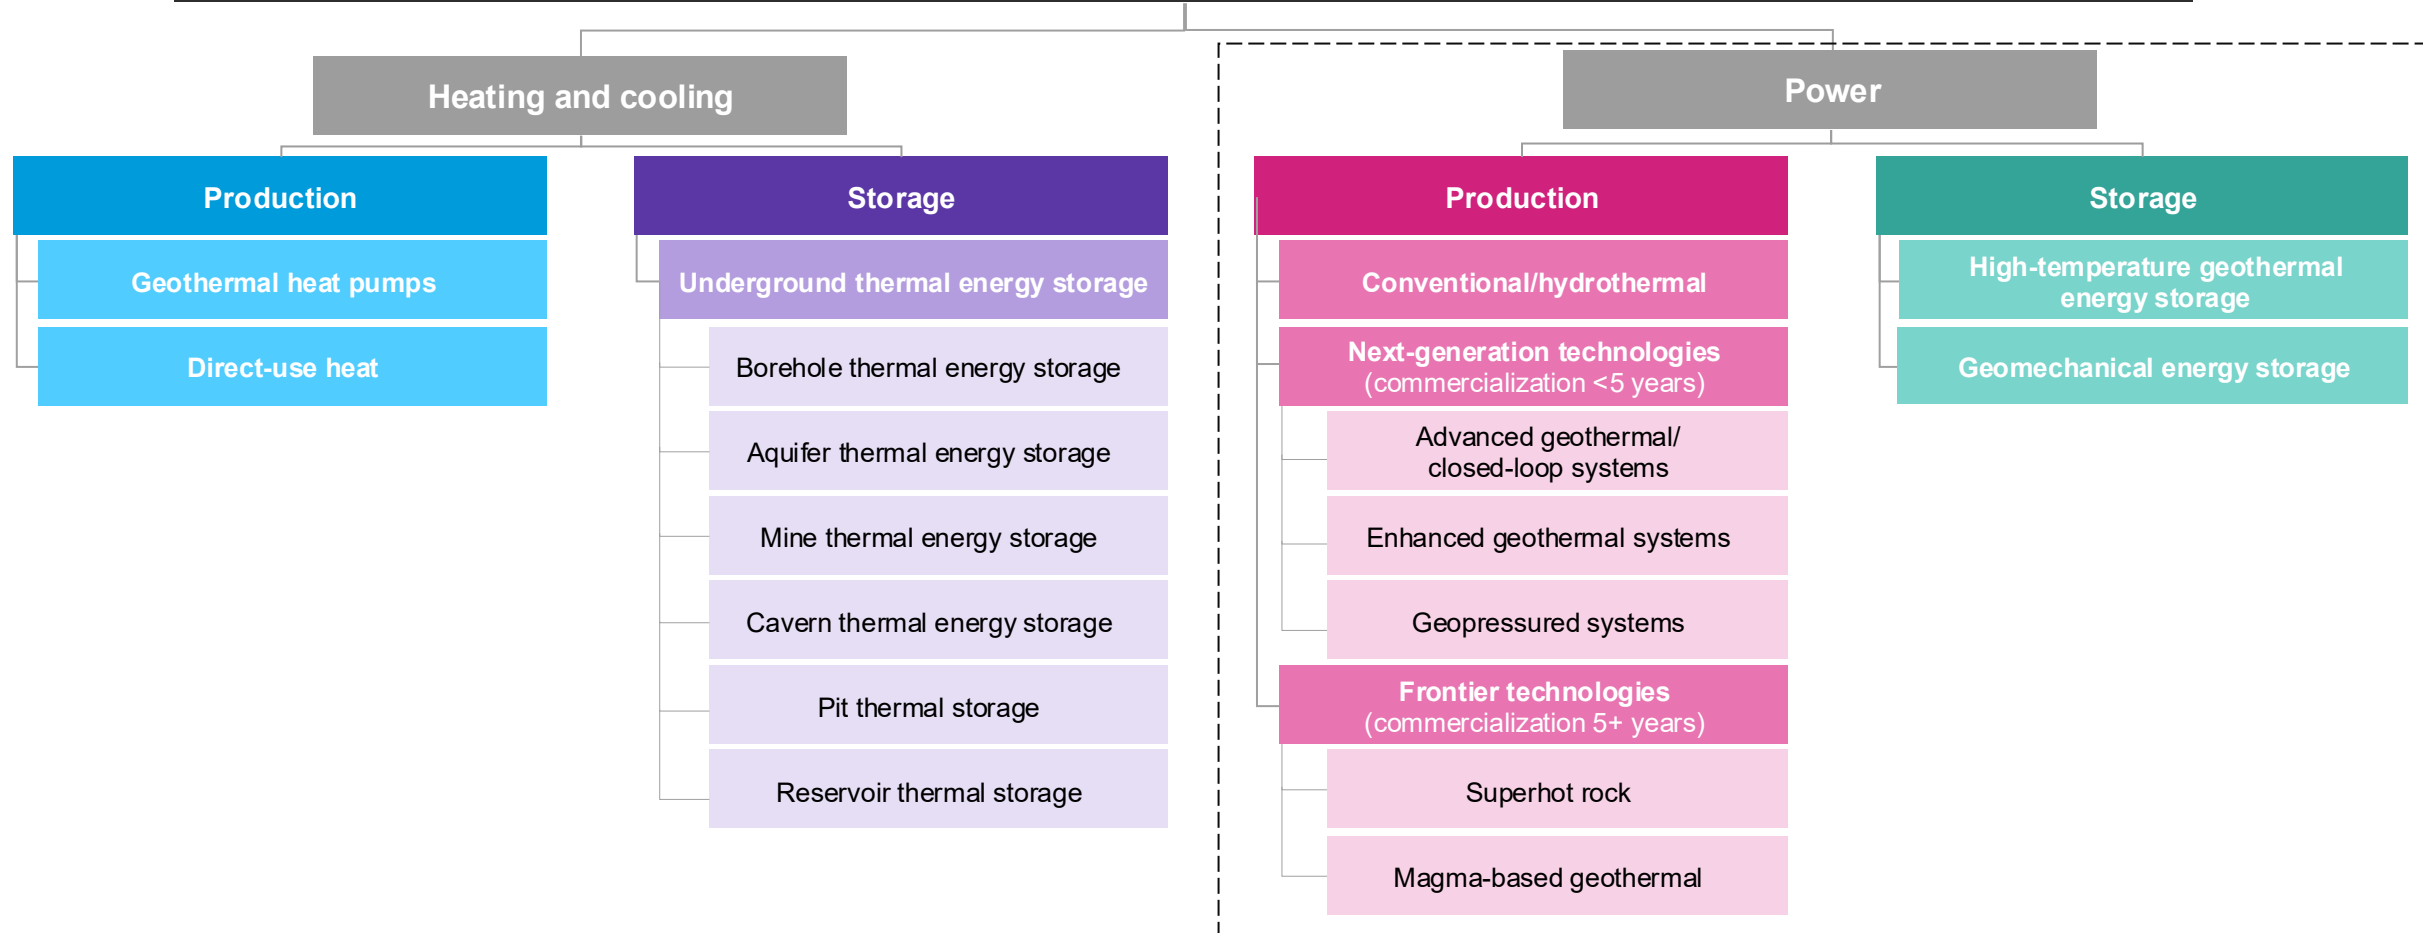 Heating and cooling
Power
Production
Storage
Production
Storage
Geothermal heat pumps
Direct-use heat
Underground thermal energy storage
Borehole thermal energy storage
Aquifer thermal energy storage
Mine thermal energy storage
Cavern thermal energy storage
Pit thermal storage
Reservoir thermal storage
Conventional/hydrothermal
Next-generation technologies
(commercialization <5 years)
Advanced geothermal/
closed-loop systems
Enhanced geothermal systems
Geopressured systems
Frontier technologies
(commercialization 5+ years)
Superhot rock
Magma-based geothermal
High-temperature geothermal
energy storage
Geomechanical energy storage